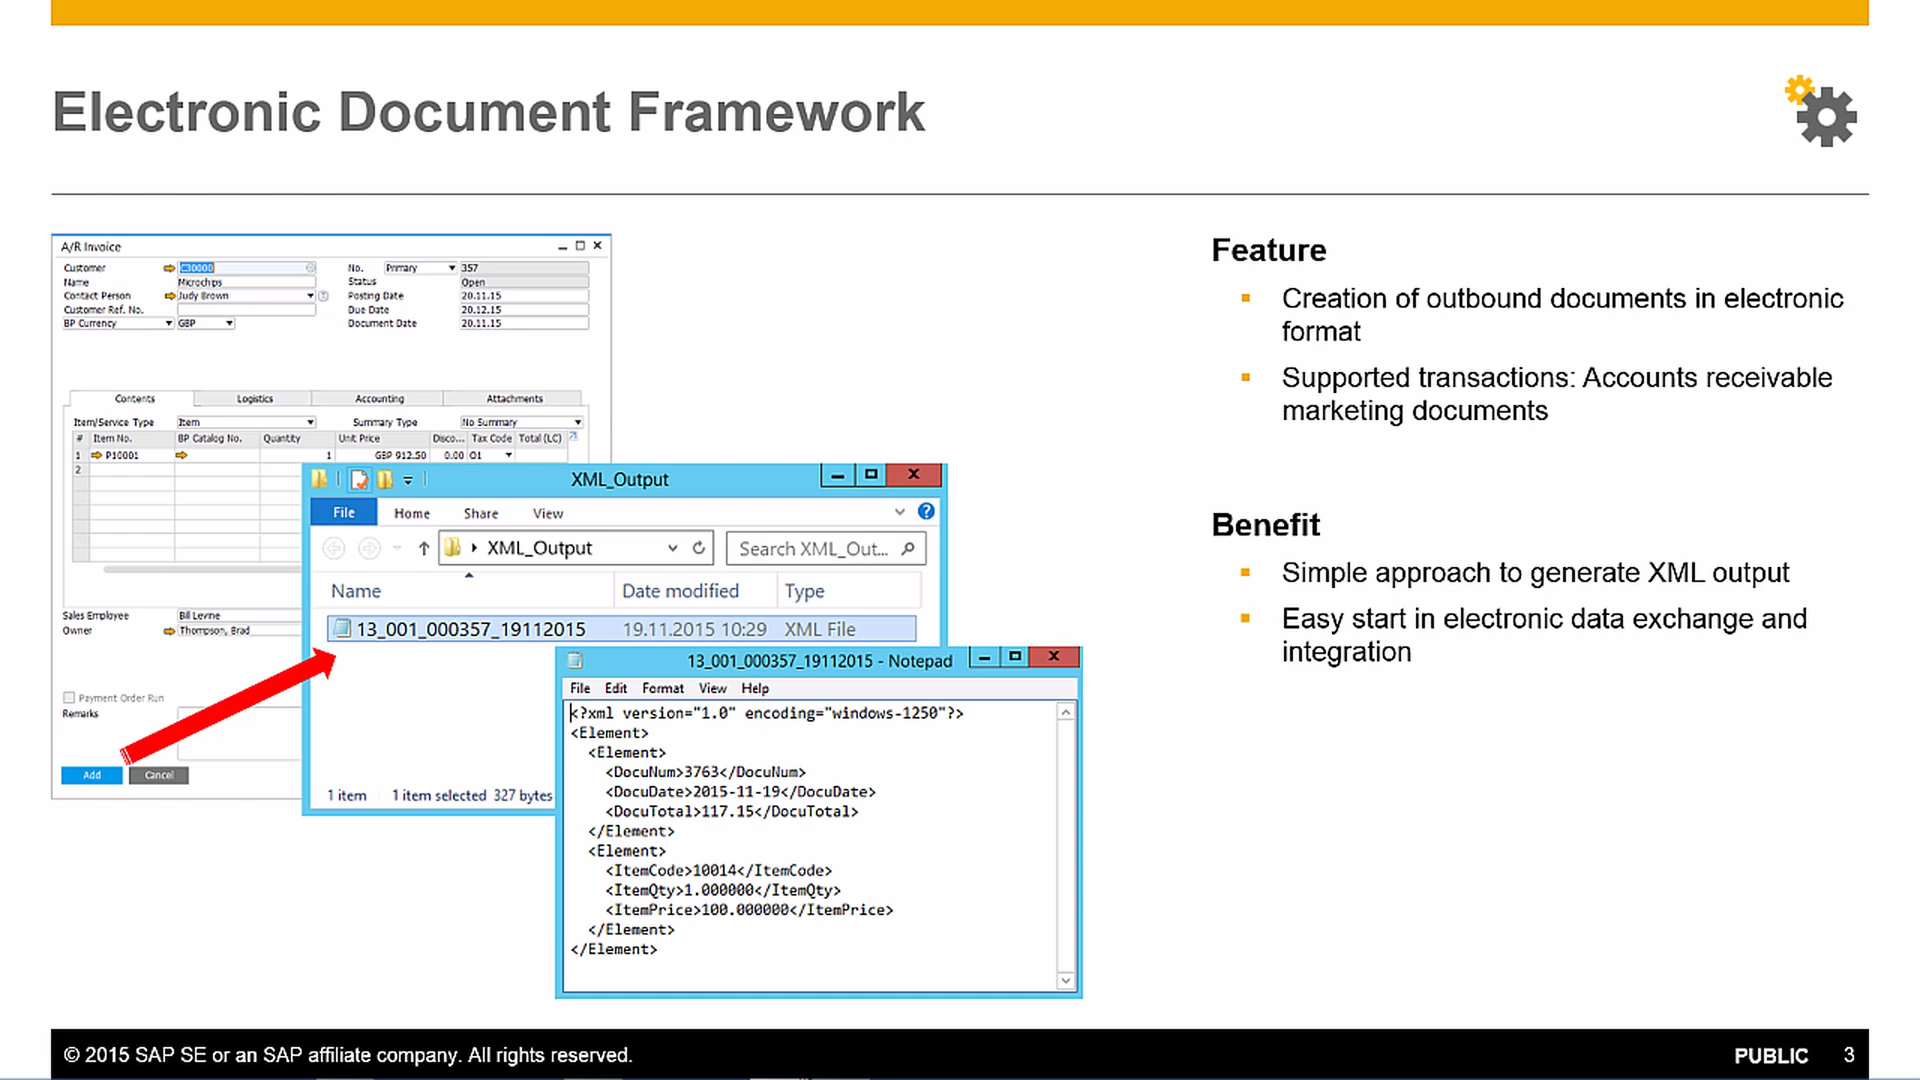 Electronic Document Framework
A/R Invoice
Customer C30000 No. Primary 357
Name Microchips Status Open
Contact Person Judy Brown Posting Date 20.11.15
Customer Ref. No. Due Date 20.12.15
BP Currency GBP Document Date 20.11.15
Contents Logistics Accounting Attachments
Item/Service Type Item Summary Type No Summary
# Item No. BP Catalog No. Quantity Unit Price Disco... Tax Code Total (LC)
1 P10001 1 GBP 912.50 0.00 O1
2
Sales Employee Bill Levine
Owner Thompson, Brad
Payment Order Run
Remarks
Add Cancel
XML_Output
File Home Share View
XML_Output Search XML_Out...
Name Date modified Type
13_001_000357_19112015 19.11.2015 10:29 XML File
1 item 1 item selected 327 bytes
13_001_000357_19112015 - Notepad
File Edit Format View Help
<?xml version="1.0" encoding="windows-1250"?>
<Element>
<Element>
<DocuNum>3763</DocuNum>
<DocuDate>2015-11-19</DocuDate>
<DocuTotal>117.15</DocuTotal>
</Element>
<Element>
<ItemCode>10014</ItemCode>
<ItemQty>1.000000</ItemQty>
<ItemPrice>100.000000</ItemPrice>
</Element>
</Element>
Feature
Creation of outbound documents in electronic
format
Supported transactions: Accounts receivable
marketing documents
Benefit
Simple approach to generate XML output
Easy start in electronic data exchange and
integration
© 2015 SAP SE or an SAP affiliate company. All rights reserved.
PUBLIC 3